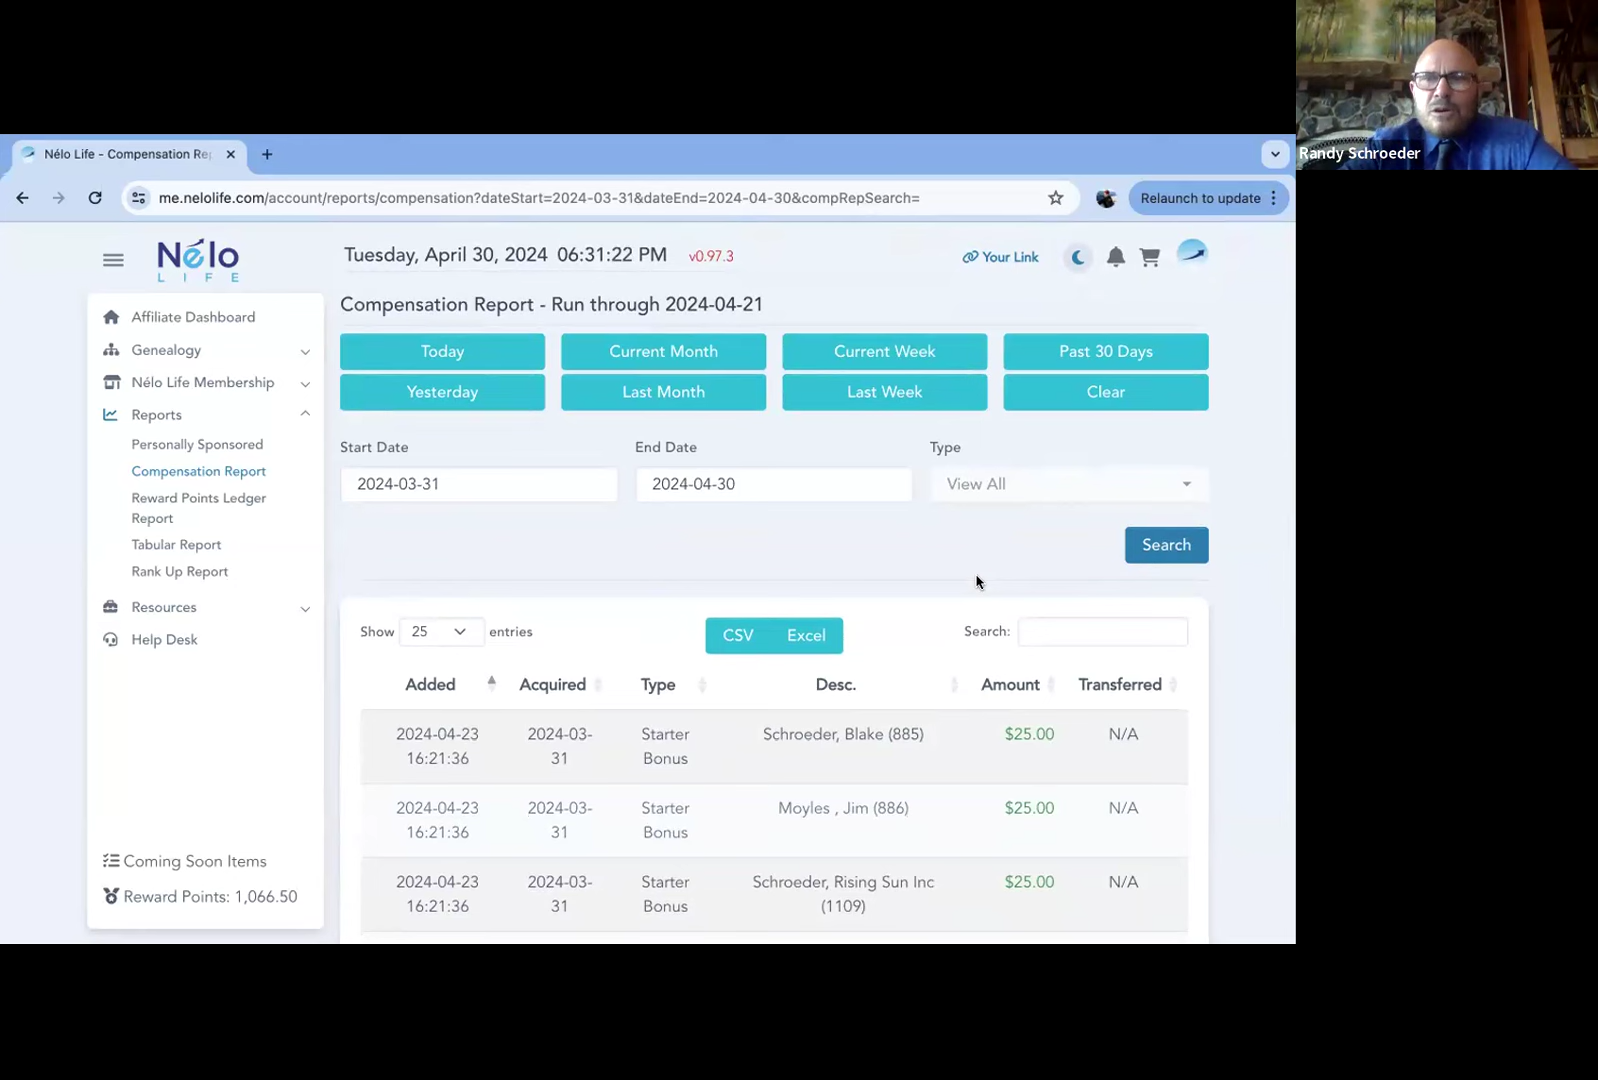 Randy Schroeder
Nélo Life - Compensation Re
me.nelolife.com/account/reports/compensation?dateStart=2024-03-31&dateEnd=2024-04-30&compRepSearch=
Relaunch to update
Nélo
LIFE
Tuesday, April 30, 2024 06:31:22 PM v0.97.3
Your Link
Affiliate Dashboard
Genealogy
Nélo Life Membership
Reports
Personally Sponsored
Compensation Report
Reward Points Ledger
Report
Tabular Report
Rank Up Report
Resources
Help Desk
Coming Soon Items
Reward Points: 1,066.50
Compensation Report - Run through 2024-04-21
Today Current Month Current Week Past 30 Days
Yesterday Last Month Last Week Clear
Start Date End Date Type
2024-03-31 2024-04-30 View All
Search
Show 25 entries CSV Excel Search:
Added Acquired Type Desc. Amount Transferred
2024-04-23 2024-03- Starter Schroeder, Blake (885) $25.00 N/A
16:21:36 31 Bonus
2024-04-23 2024-03- Starter Moyles , Jim (886) $25.00 N/A
16:21:36 31 Bonus
2024-04-23 2024-03- Starter Schroeder, Rising Sun Inc $25.00 N/A
16:21:36 31 Bonus (1109)